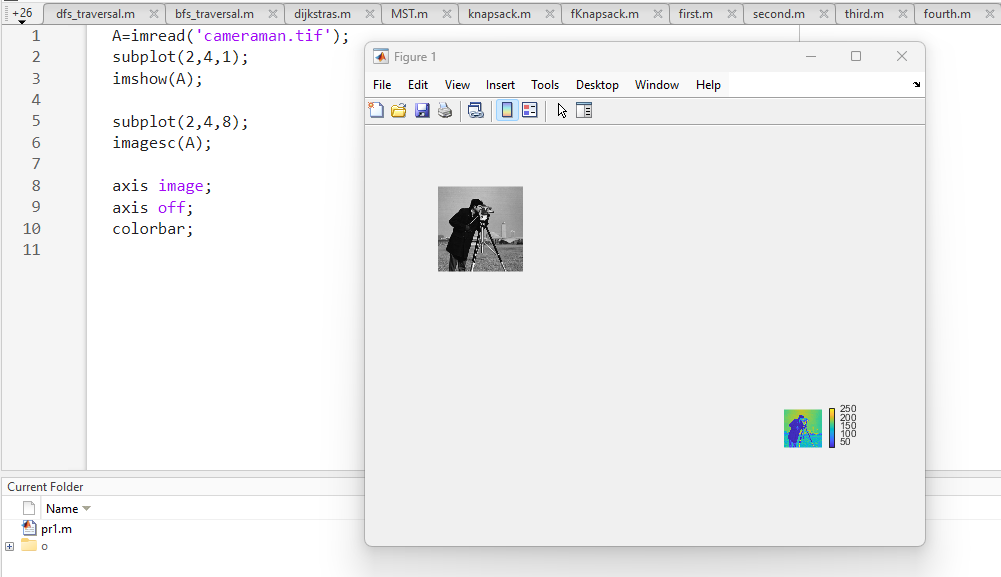 +26 dfs_traversal.m bfs_traversal.m dijkstras.m MST.m knapsack.m fKnapsack.m first.m second.m third.m fourth.m
1 A=imread('cameraman.tif');
2 subplot(2,4,1);
3 imshow(A);
4
5 subplot(2,4,8);
6 imagesc(A);
7
8 axis image;
9 axis off;
10 colorbar;
11
Figure 1
File Edit View Insert Tools Desktop Window Help
250
200
150
100
50
Current Folder
Name
pr1.m
o